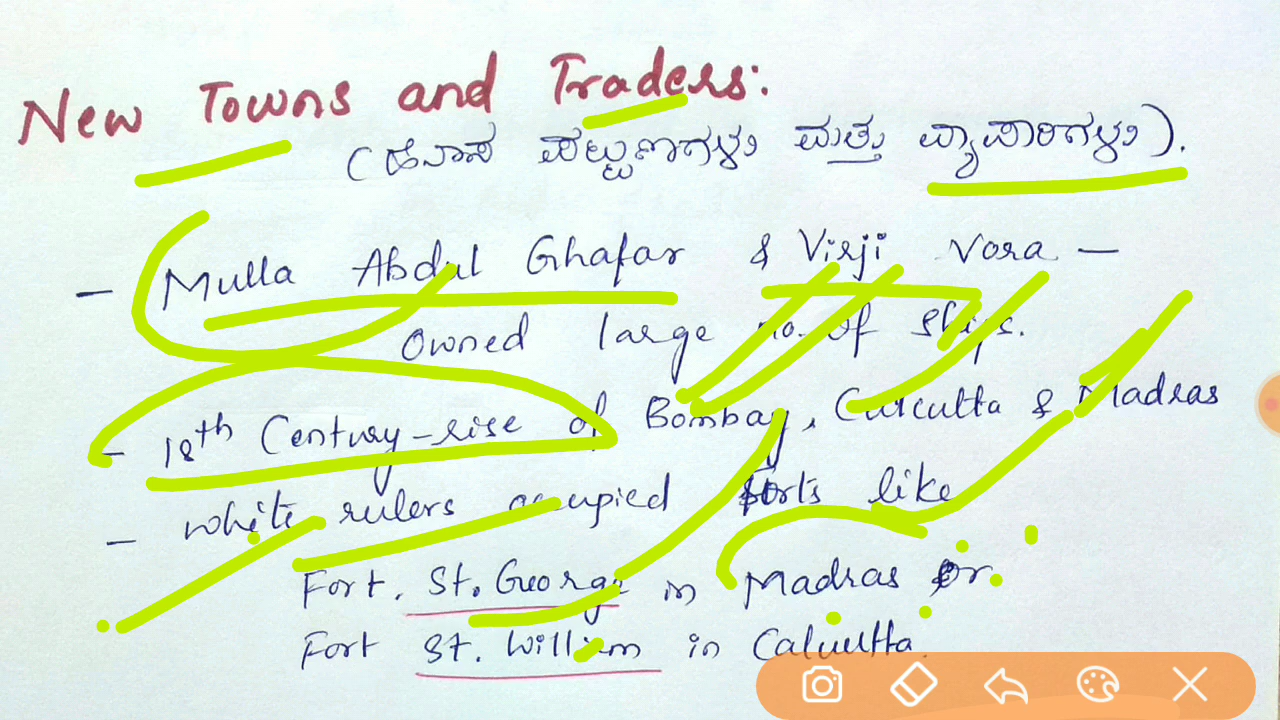 New Towns and Traders:
(ಹೊಸ ಪಟ್ಟಣಗಳು ಮತ್ತು ವ್ಯಾಪಾರಿಗಳು).
- Mulla Abdul Ghafar & Virji Vora -
owned large no. of ships.
- 18th Century - rise of Bombay, Culcutta & Madras
- white rulers occupied forts like
Fort. St. George in Madras or
Fort St. William in Calcutta.